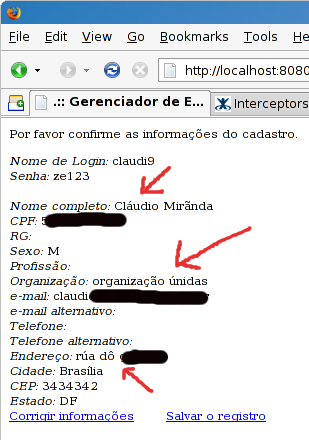 File Edit View Go Bookmarks Tools He
http://localhost:8080
.:: Gerenciador de E... Interceptors
Por favor confirme as informações do cadastro.
Nome de Login: claudi9
Senha: ze123
Nome completo: Cláudio Mirãnda
CPF: 5
RG:
Sexo: M
Profissão:
Organização: organização únidas
e-mail: claudi
e-mail alternativo:
Telefone:
Telefone alternativo:
Endereço: rúa dô
Cidade: Brasília
CEP: 3434342
Estado: DF
Corrigir informações Salvar o registro